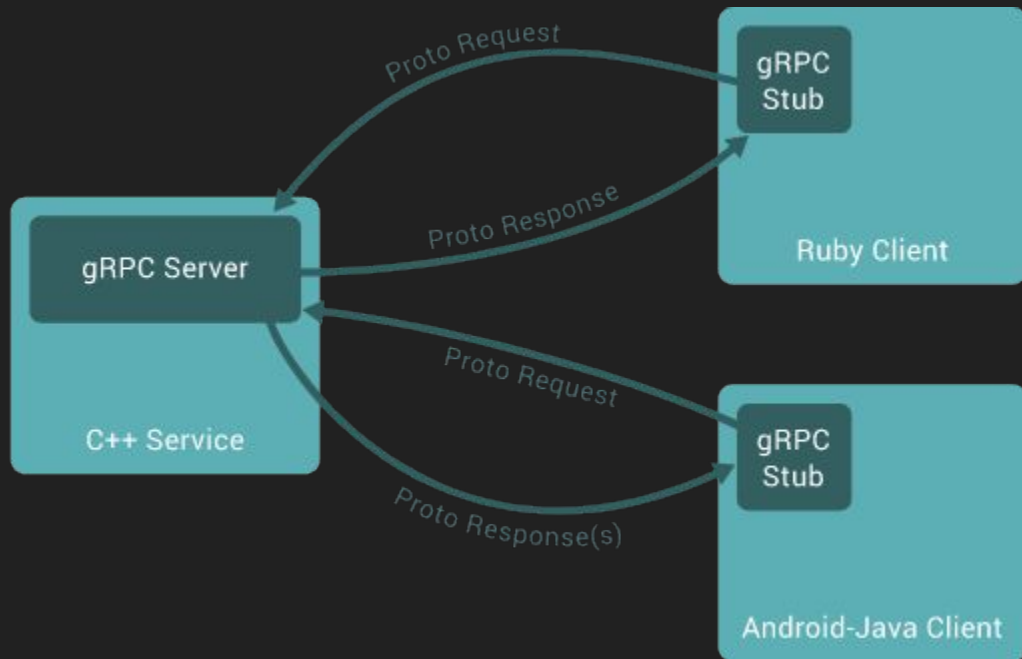 Proto Request
gRPC
Stub
Proto Response
Ruby Client
gRPC Server
C++ Service
Proto Request
gRPC
Stub
Proto Response(s)
Android-Java Client